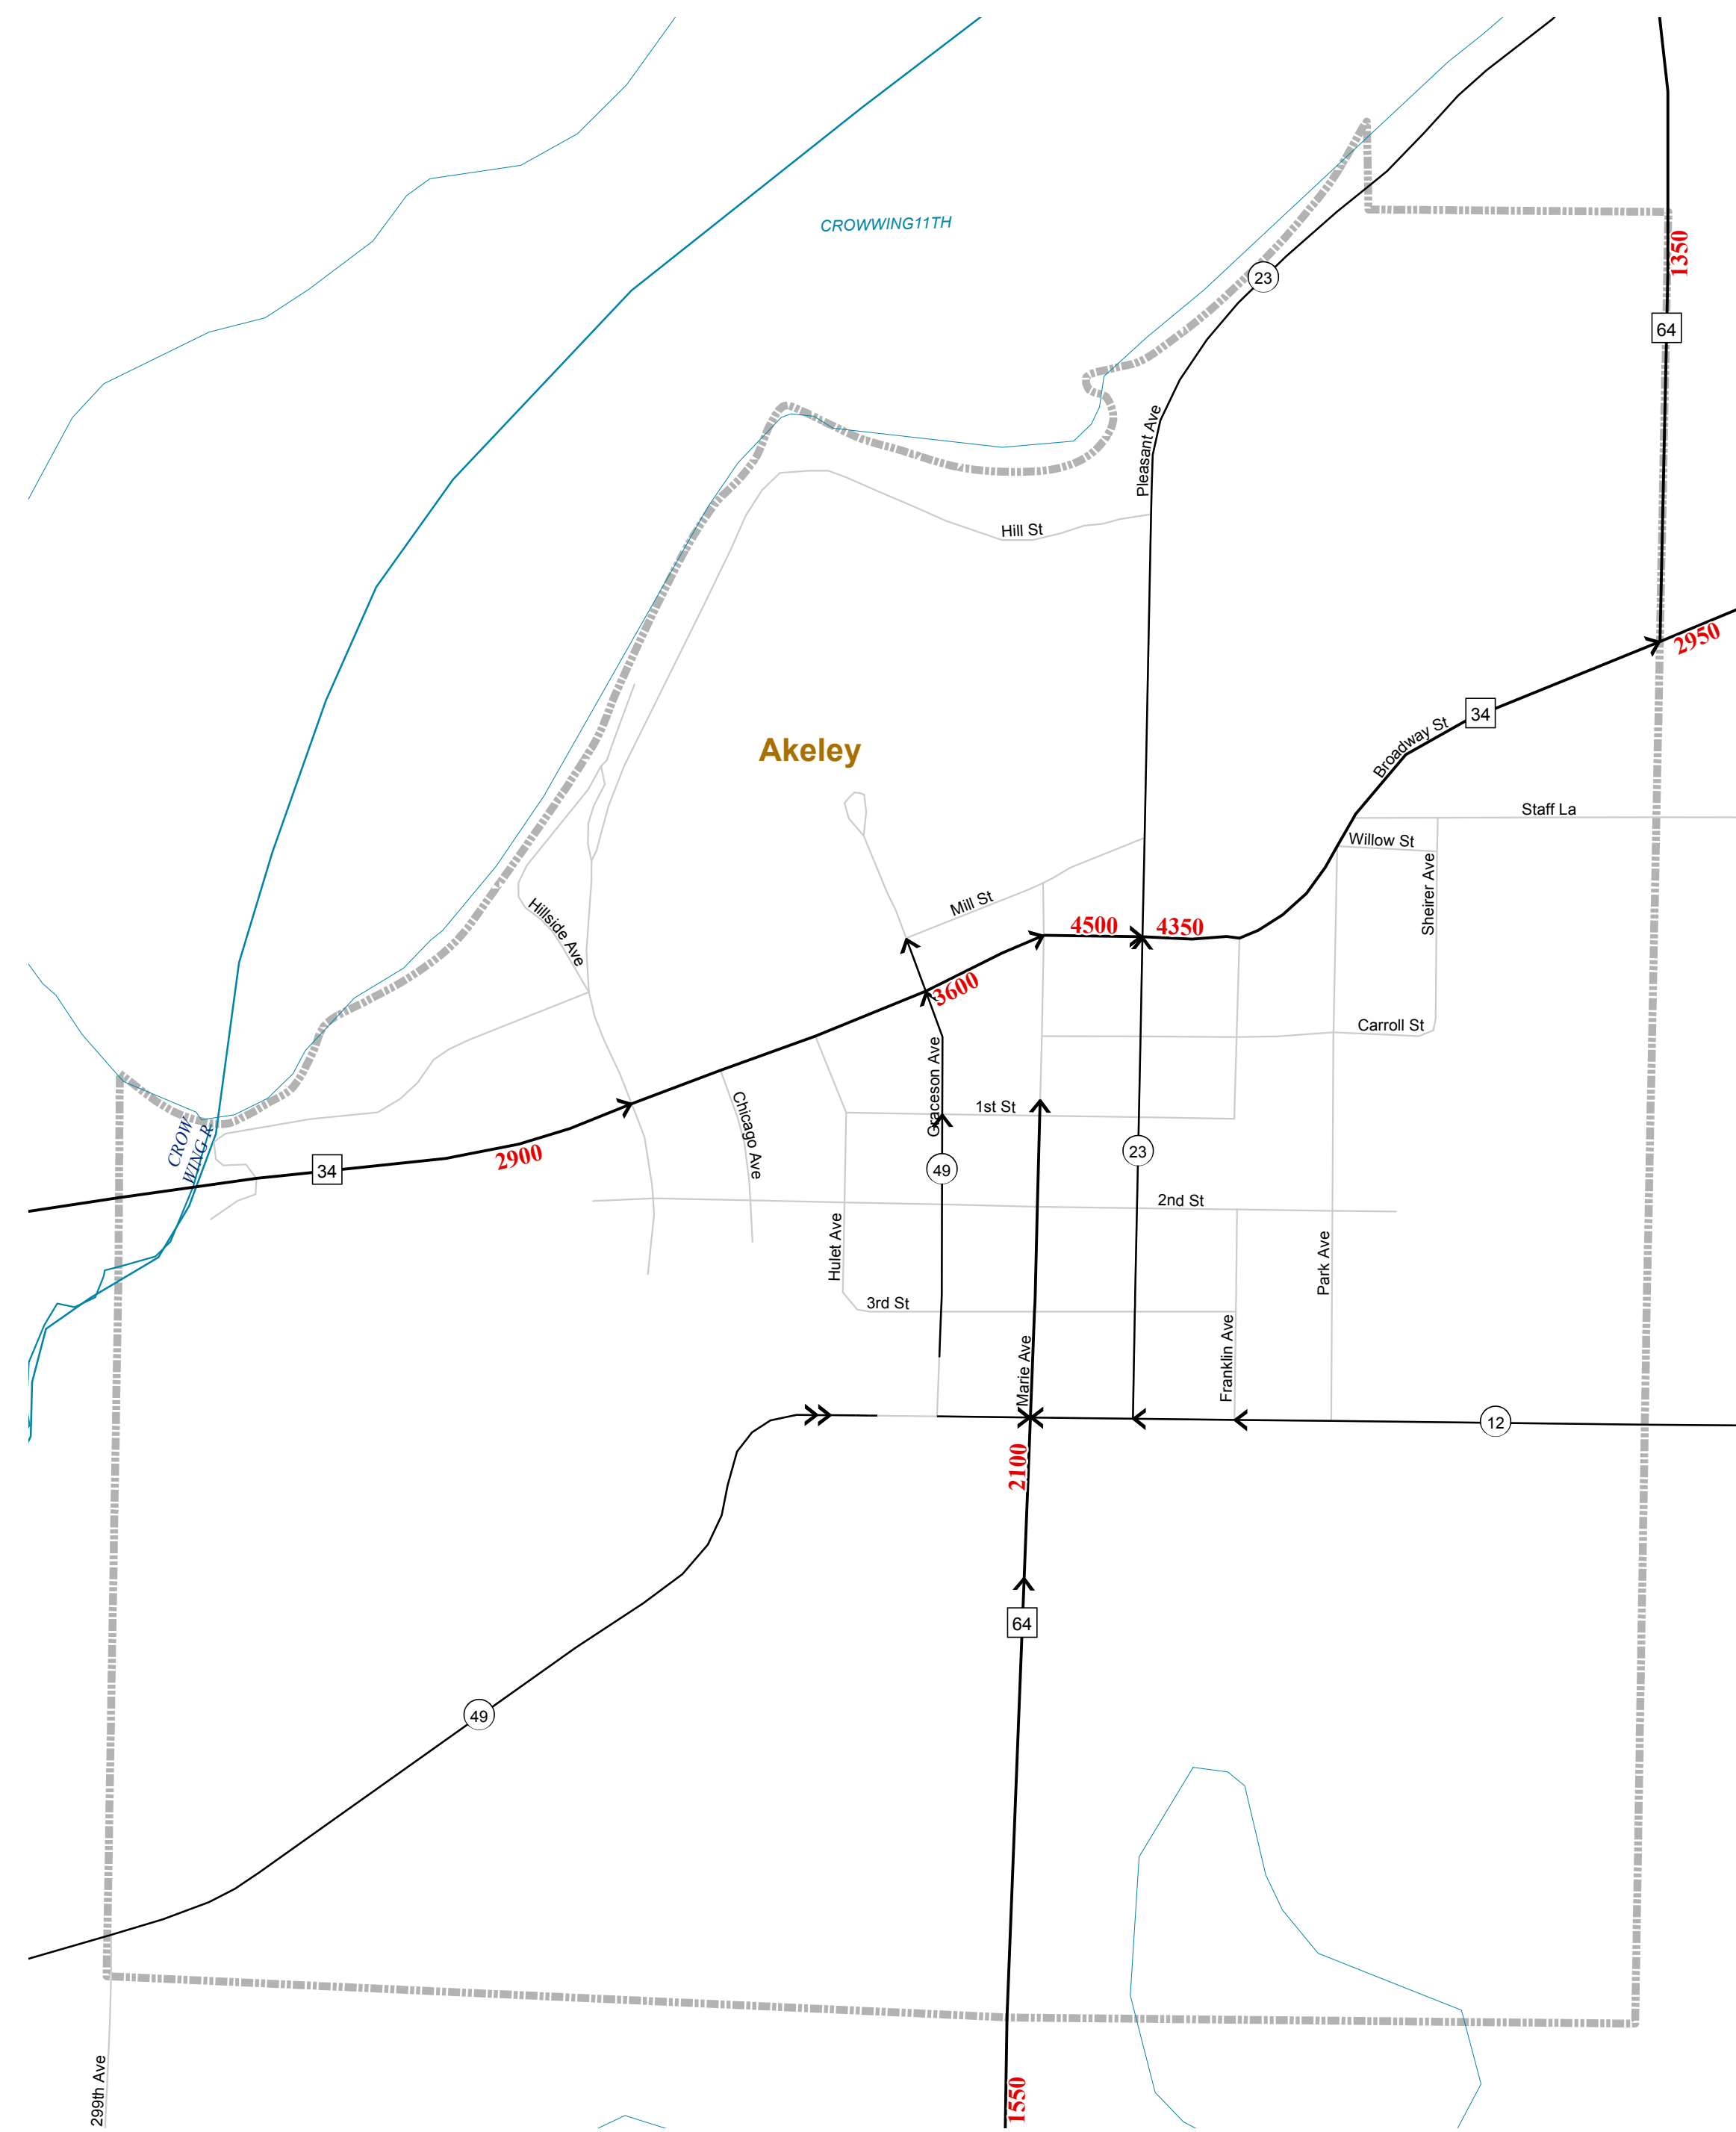 CROWWING11TH
1350
23
64
Pleasant Ave
Hill St
2950
34
Broadway St
Akeley
Staff La
Willow St
Sheirer Ave
Mill St
Hillside Ave
4500
4350
3600
Carroll St
Graceson Ave
Chicago Ave
1st St
CROW
WING R
2900
34
49
23
2nd St
Hulet Ave
Park Ave
3rd St
Marie Ave
Franklin Ave
12
2100
64
49
299th Ave
1550